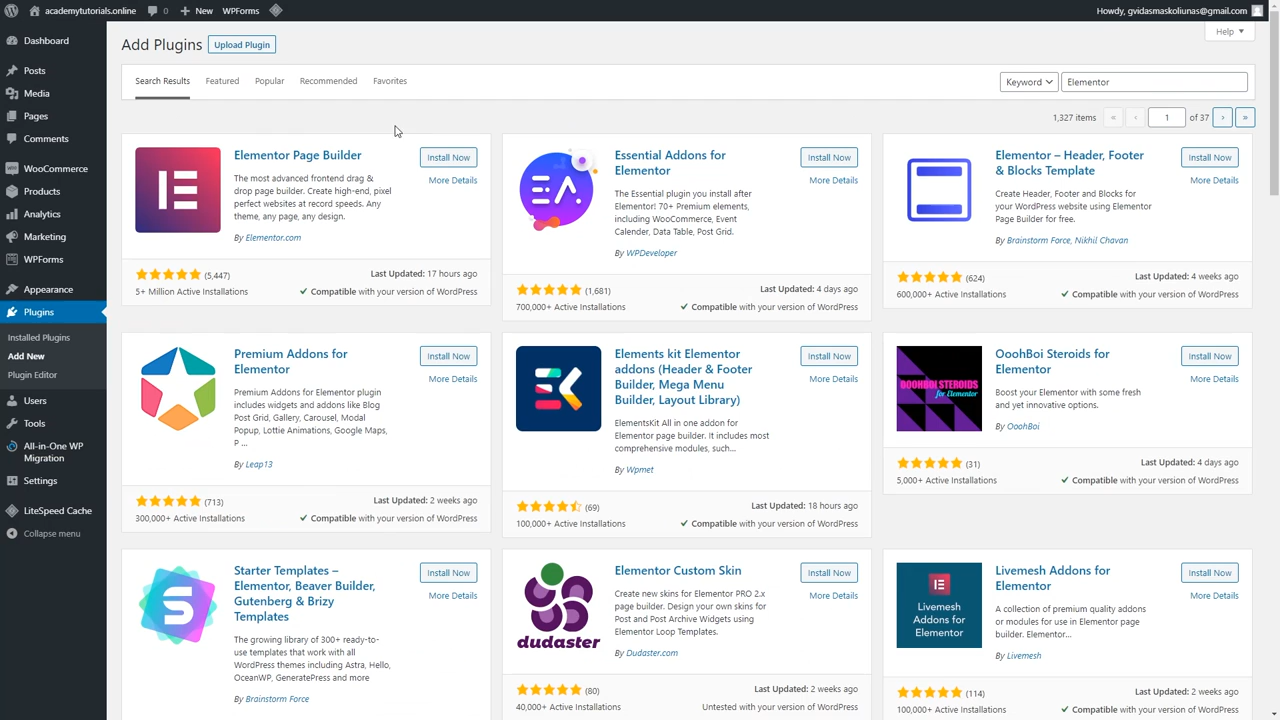 academytutorials.online
0
New
WPForms
Howdy, gvidasmaskoliunas@gmail.com
Dashboard
Posts
Media
Pages
Comments
WooCommerce
Products
Analytics
Marketing
WPForms
Appearance
Plugins
Installed Plugins
Add New
Plugin Editor
Users
Tools
All-in-One WP
Migration
Settings
LiteSpeed Cache
Collapse menu
Help
Add Plugins
Upload Plugin
Search Results
Featured
Popular
Recommended
Favorites
Keyword
Elementor
1,327 items
«
‹
1
of 37
›
»
Elementor Page Builder
Install Now
More Details
The most advanced frontend drag &
drop page builder. Create high-end, pixel
perfect websites at record speeds. Any
theme, any page, any design.
By Elementor.com
(5,447)
5+ Million Active Installations
Last Updated: 17 hours ago
Compatible with your version of WordPress
Essential Addons for
Elementor
Install Now
More Details
The Essential plugin you install after
Elementor! 70+ Premium elements,
including WooCommerce, Event
Calender, Data Table, Post Grid.
By WPDeveloper
(1,681)
700,000+ Active Installations
Last Updated: 4 days ago
Compatible with your version of WordPress
Elementor – Header, Footer
& Blocks Template
Install Now
More Details
Create Header, Footer and Blocks for
your WordPress website using Elementor
Page Builder for free.
By Brainstorm Force, Nikhil Chavan
(624)
600,000+ Active Installations
Last Updated: 4 weeks ago
Compatible with your version of WordPress
Premium Addons for
Elementor
Install Now
More Details
Premium Addons for Elementor plugin
includes widgets and addons like Blog
Post Grid, Gallery, Carousel, Modal
Popup, Lottie Animations, Google Maps,
P ...
By Leap13
(713)
300,000+ Active Installations
Last Updated: 2 weeks ago
Compatible with your version of WordPress
Elements kit Elementor
addons (Header & Footer
Builder, Mega Menu
Builder, Layout Library)
Install Now
More Details
ElementsKit All in one addon for
Elementor page builder. It includes most
comprehensive modules, such...
By Wpmet
(69)
100,000+ Active Installations
Last Updated: 18 hours ago
Compatible with your version of WordPress
OOOHBOI STEROIDS
for Elementor
OoohBoi Steroids for
Elementor
Install Now
More Details
Boost your Elementor with some fresh
and yet innovative options.
By OoohBoi
(31)
5,000+ Active Installations
Last Updated: 4 days ago
Compatible with your version of WordPress
Starter Templates –
Elementor, Beaver Builder,
Gutenberg & Brizy
Templates
Install Now
More Details
The growing library of 300+ ready-to-
use templates that work with all
WordPress themes including Astra, Hello,
OceanWP, GeneratePress and more
By Brainstorm Force
dudaster
Elementor Custom Skin
Install Now
More Details
Create new skins for Elementor PRO 2.x
page builder. Design your own skins for
Post and Post Archive Widgets using
Elementor Loop Templates.
By Dudaster.com
(80)
40,000+ Active Installations
Last Updated: 2 weeks ago
Untested with your version of WordPress
Livemesh
Addons for
Elementor
Livemesh Addons for
Elementor
Install Now
More Details
A collection of premium quality addons
or modules for use in Elementor page
builder. Elementor...
By Livemesh
(114)
100,000+ Active Installations
Last Updated: 2 weeks ago
Compatible with your version of WordPress